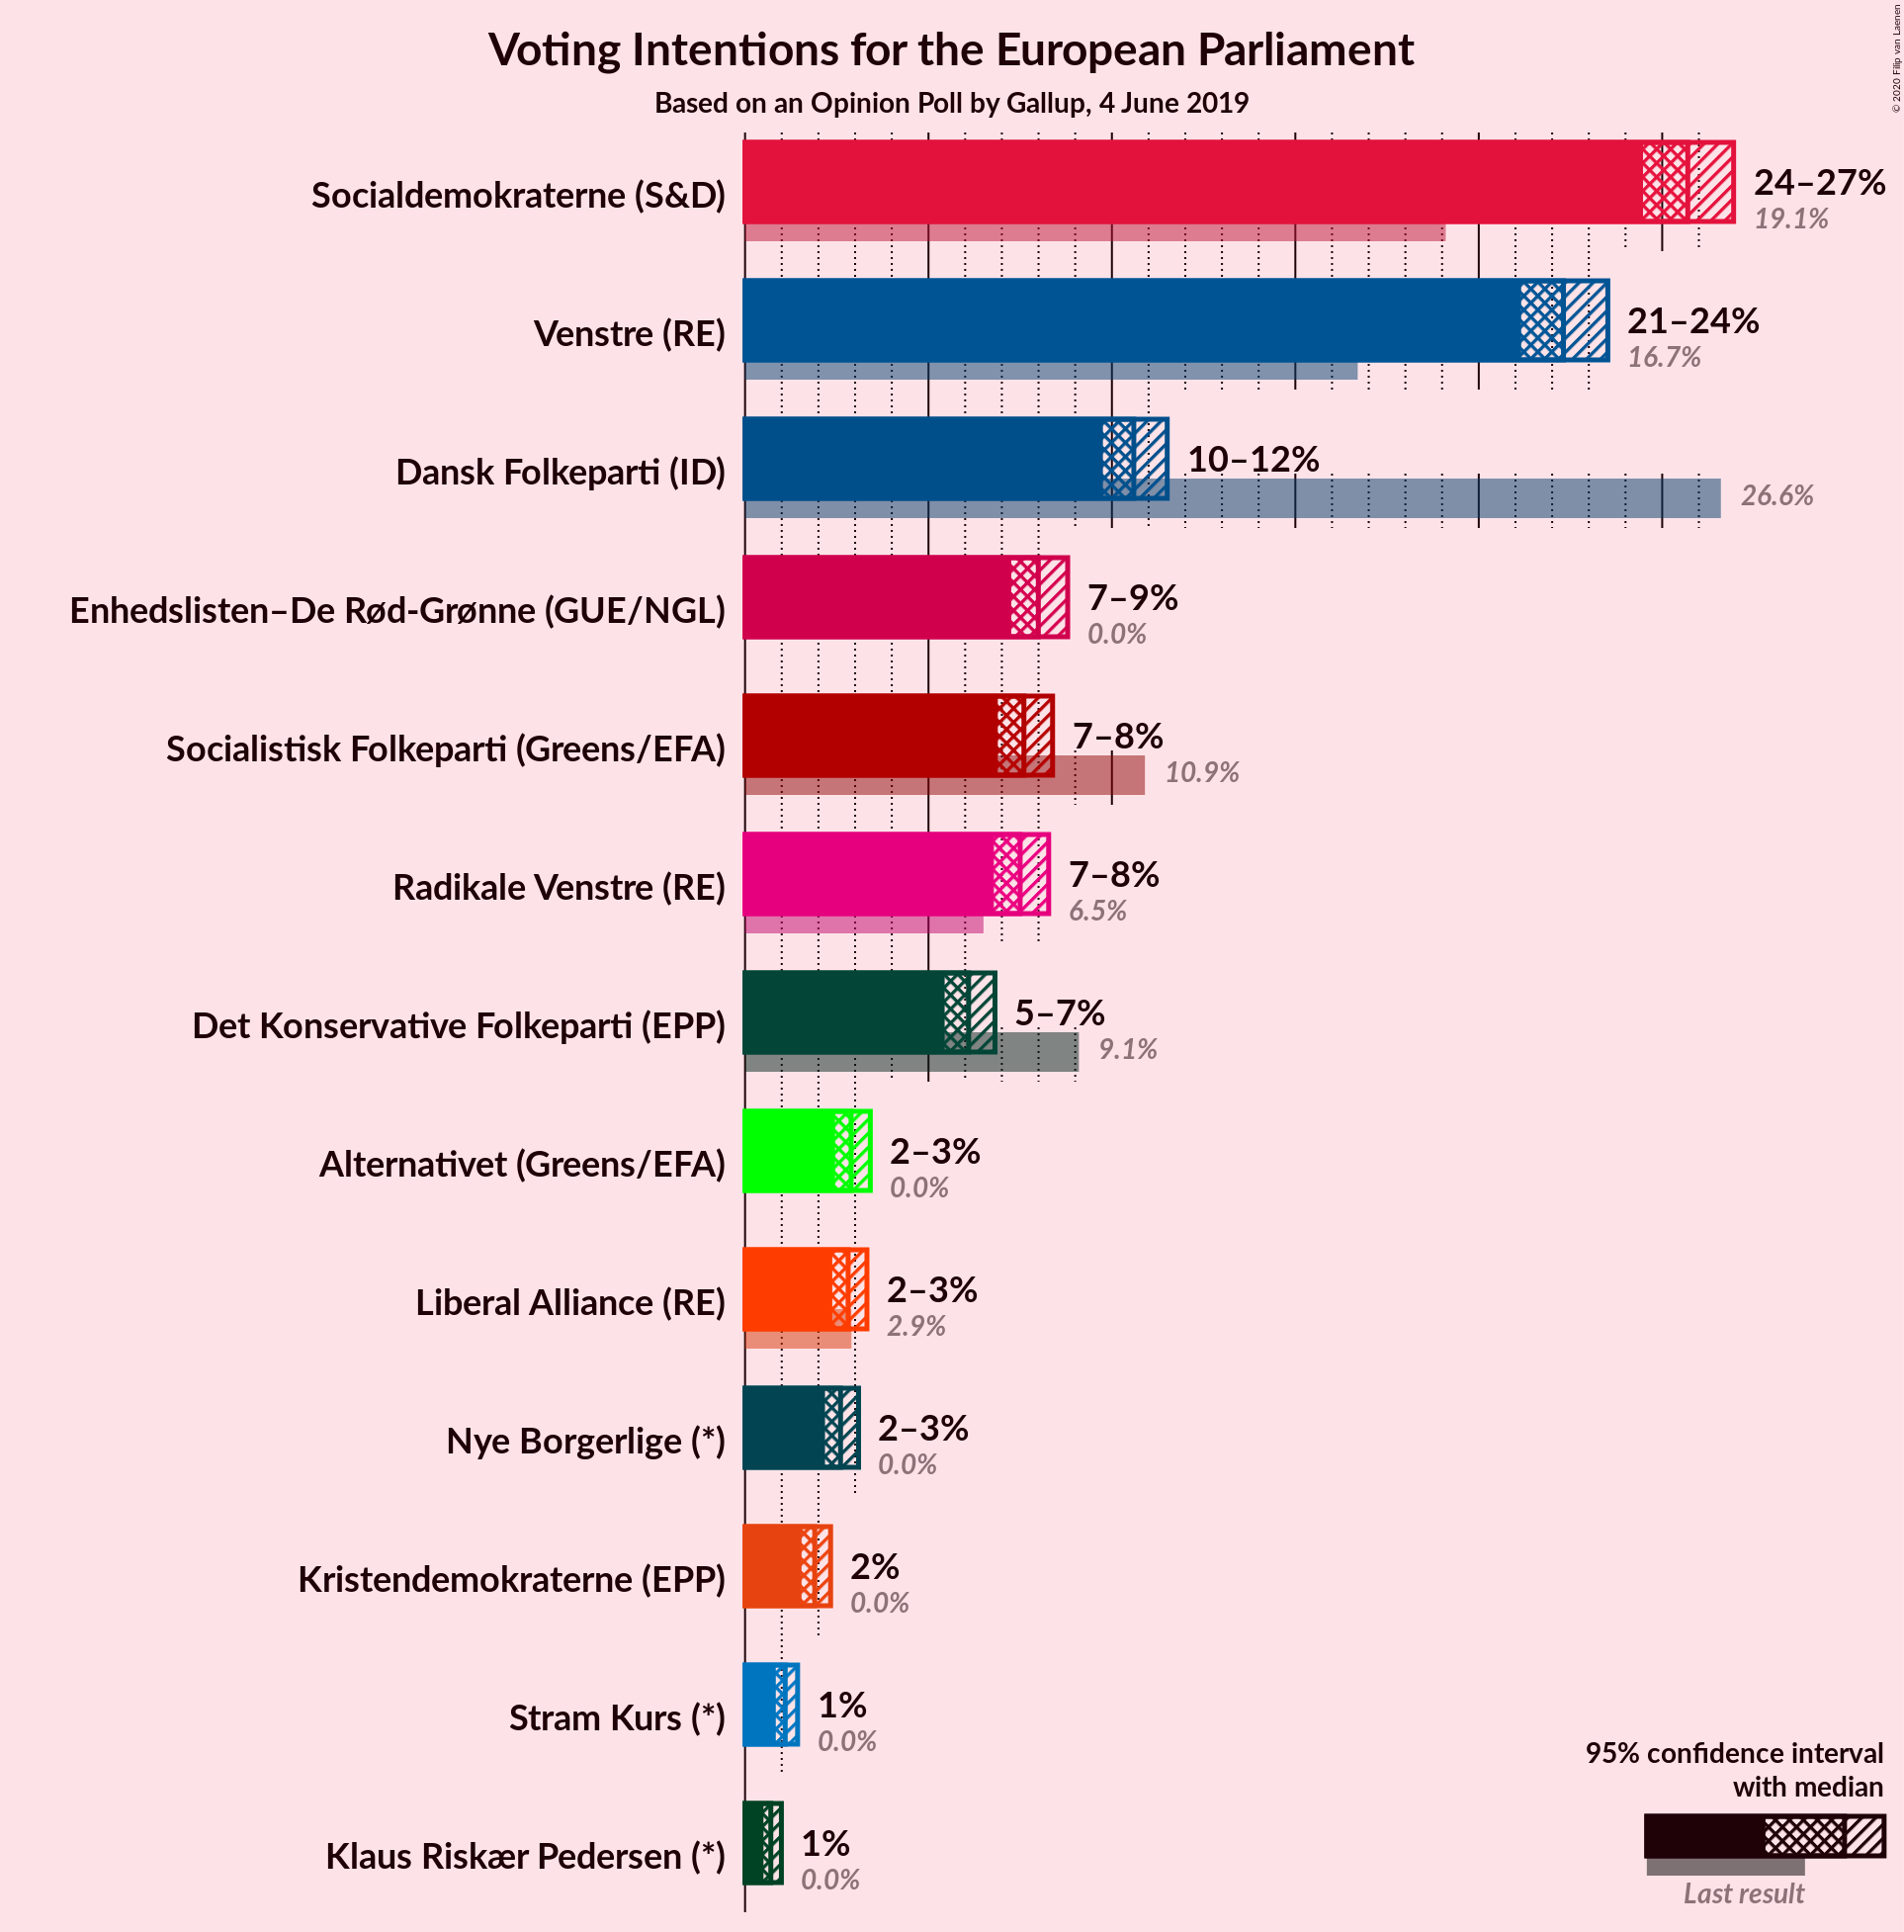 Voting Intentions for the European Parliament
Based on an Opinion Poll by Gallup, 4 June 2019
© 2020 Filip van Laenen
Socialdemokraterne (S&D)
24–27%
19.1%
Venstre (RE)
21–24%
16.7%
Dansk Folkeparti (ID)
10–12%
26.6%
Enhedslisten–De Rød-Grønne (GUE/NGL)
7–9%
0.0%
Socialistisk Folkeparti (Greens/EFA)
7–8%
10.9%
Radikale Venstre (RE)
7–8%
6.5%
Det Konservative Folkeparti (EPP)
5–7%
9.1%
Alternativet (Greens/EFA)
2–3%
0.0%
Liberal Alliance (RE)
2–3%
2.9%
Nye Borgerlige (*)
2–3%
0.0%
Kristendemokraterne (EPP)
2%
0.0%
Stram Kurs (*)
1%
0.0%
Klaus Riskær Pedersen (*)
1%
0.0%
95% confidence interval
with median
Last result